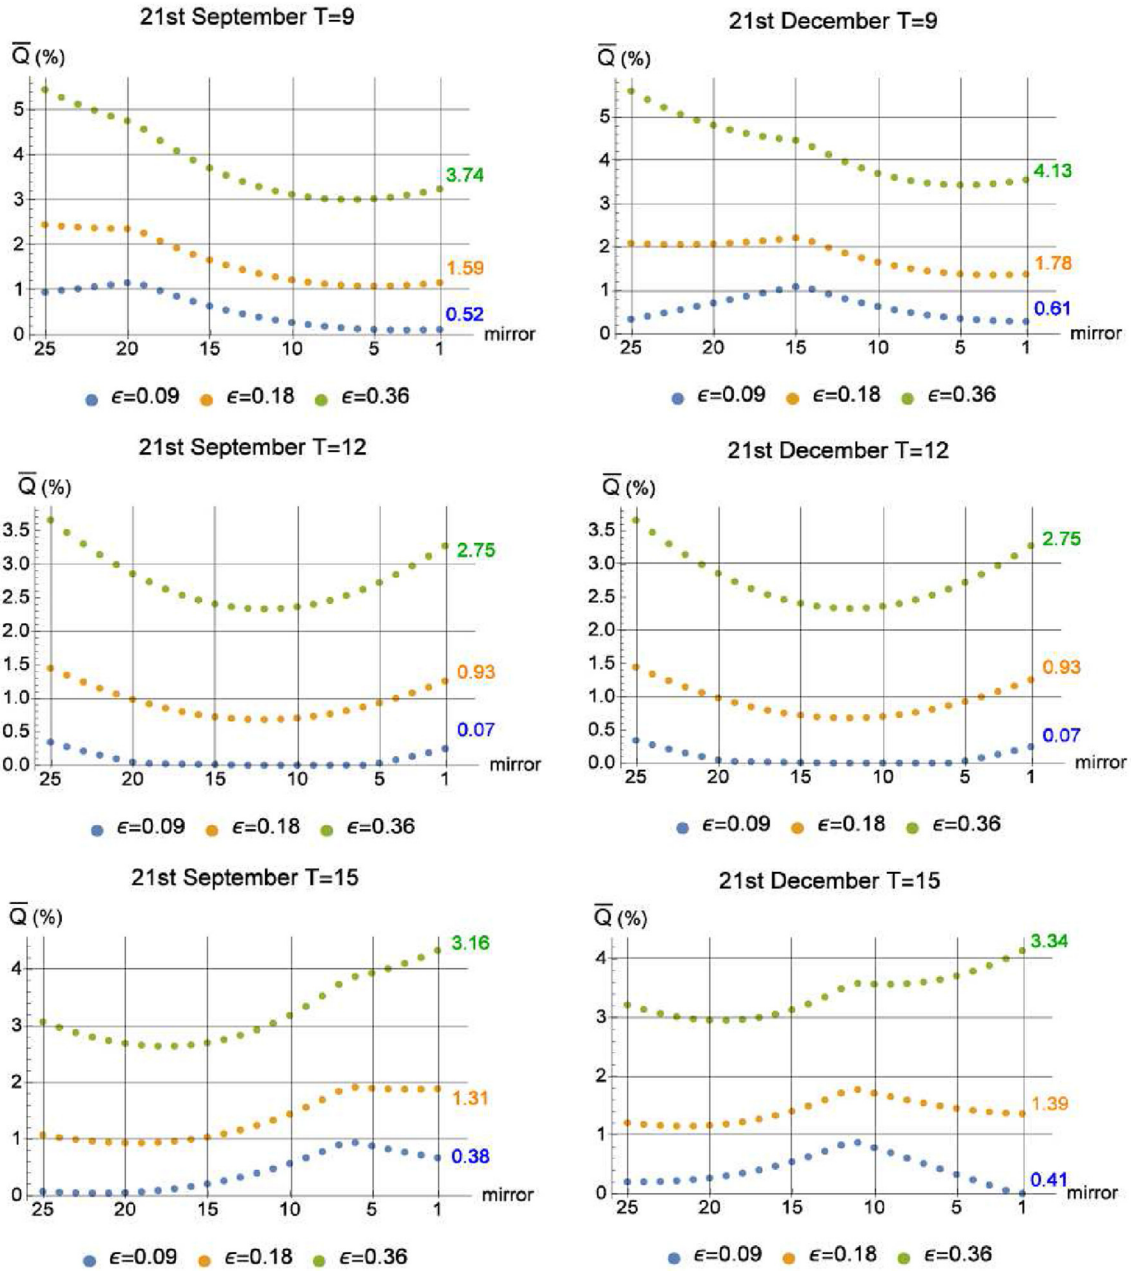 21st September T=9
Q̅ (%)
5
4
3
2
1
0
3.74
1.59
0.52
mirror
25 20 15 10 5 1
ϵ=0.09 ϵ=0.18 ϵ=0.36
21st December T=9
Q̅ (%)
5
4
3
2
1
0
4.13
1.78
0.61
mirror
25 20 15 10 5 1
ϵ=0.09 ϵ=0.18 ϵ=0.36
21st September T=12
Q̅ (%)
3.5
3.0
2.5
2.0
1.5
1.0
0.5
0.0
2.75
0.93
0.07
mirror
25 20 15 10 5 1
ϵ=0.09 ϵ=0.18 ϵ=0.36
21st December T=12
Q̅ (%)
3.5
3.0
2.5
2.0
1.5
1.0
0.5
0.0
2.75
0.93
0.07
mirror
25 20 15 10 5 1
ϵ=0.09 ϵ=0.18 ϵ=0.36
21st September T=15
Q̅ (%)
4
3
2
1
0
3.16
1.31
0.38
mirror
25 20 15 10 5 1
ϵ=0.09 ϵ=0.18 ϵ=0.36
21st December T=15
Q̅ (%)
4
3
2
1
0
3.34
1.39
0.41
mirror
25 20 15 10 5 1
ϵ=0.09 ϵ=0.18 ϵ=0.36